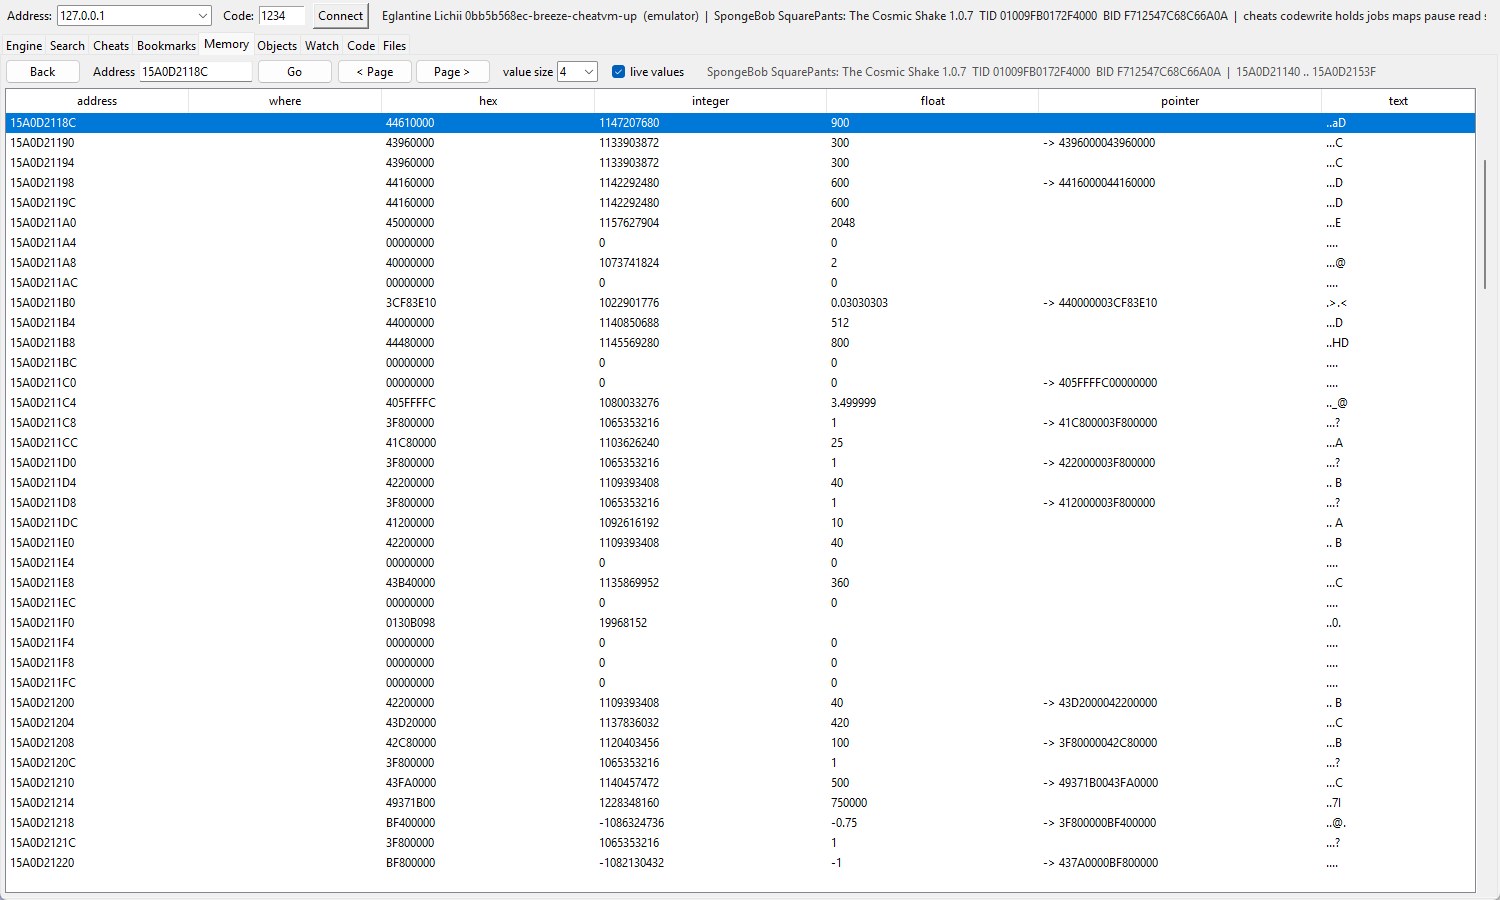 Address: 127.0.0.1 Code: 1234 Connect Eglantine Lichii 0bb5b568ec-breeze-cheatvm-up (emulator) | SpongeBob SquarePants: The Cosmic Shake 1.0.7 TID 01009FB0172F4000 BID F712547C68C66A0A | cheats codewrite holds jobs maps pause read s
Engine Search Cheats Bookmarks Memory Objects Watch Code Files
Back Address 15A0D2118C Go < Page Page > value size 4 live values SpongeBob SquarePants: The Cosmic Shake 1.0.7 TID 01009FB0172F4000 BID F712547C68C66A0A | 15A0D21140 .. 15A0D2153F
address where hex integer float pointer text
15A0D2118C 44610000 1147207680 900 ..aD
15A0D21190 43960000 1133903872 300 -> 4396000043960000 ...C
15A0D21194 43960000 1133903872 300 ...C
15A0D21198 44160000 1142292480 600 -> 4416000044160000 ...D
15A0D2119C 44160000 1142292480 600 ...D
15A0D211A0 45000000 1157627904 2048 ...E
15A0D211A4 00000000 0 0 ....
15A0D211A8 40000000 1073741824 2 ...@
15A0D211AC 00000000 0 0 ....
15A0D211B0 3CF83E10 1022901776 0.03030303 -> 440000003CF83E10 .>.<
15A0D211B4 44000000 1140850688 512 ...D
15A0D211B8 44480000 1145569280 800 ..HD
15A0D211BC 00000000 0 0 ....
15A0D211C0 00000000 0 0 -> 405FFFFC00000000 ....
15A0D211C4 405FFFFC 1080033276 3.499999 .._@
15A0D211C8 3F800000 1065353216 1 -> 41C800003F800000 ...?
15A0D211CC 41C80000 1103626240 25 ...A
15A0D211D0 3F800000 1065353216 1 -> 422000003F800000 ...?
15A0D211D4 42200000 1109393408 40 .. B
15A0D211D8 3F800000 1065353216 1 -> 412000003F800000 ...?
15A0D211DC 41200000 1092616192 10 .. A
15A0D211E0 42200000 1109393408 40 .. B
15A0D211E4 00000000 0 0 ....
15A0D211E8 43B40000 1135869952 360 ...C
15A0D211EC 00000000 0 0 ....
15A0D211F0 0130B098 19968152 ..0.
15A0D211F4 00000000 0 0 ....
15A0D211F8 00000000 0 0 ....
15A0D211FC 00000000 0 0 ....
15A0D21200 42200000 1109393408 40 -> 43D2000042200000 .. B
15A0D21204 43D20000 1137836032 420 ...C
15A0D21208 42C80000 1120403456 100 -> 3F80000042C80000 ...B
15A0D2120C 3F800000 1065353216 1 ...?
15A0D21210 43FA0000 1140457472 500 -> 49371B0043FA0000 ...C
15A0D21214 49371B00 1228348160 750000 ..7I
15A0D21218 BF400000 -1086324736 -0.75 -> 3F800000BF400000 ..@.
15A0D2121C 3F800000 1065353216 1 ...?
15A0D21220 BF800000 -1082130432 -1 -> 437A0000BF800000 ....